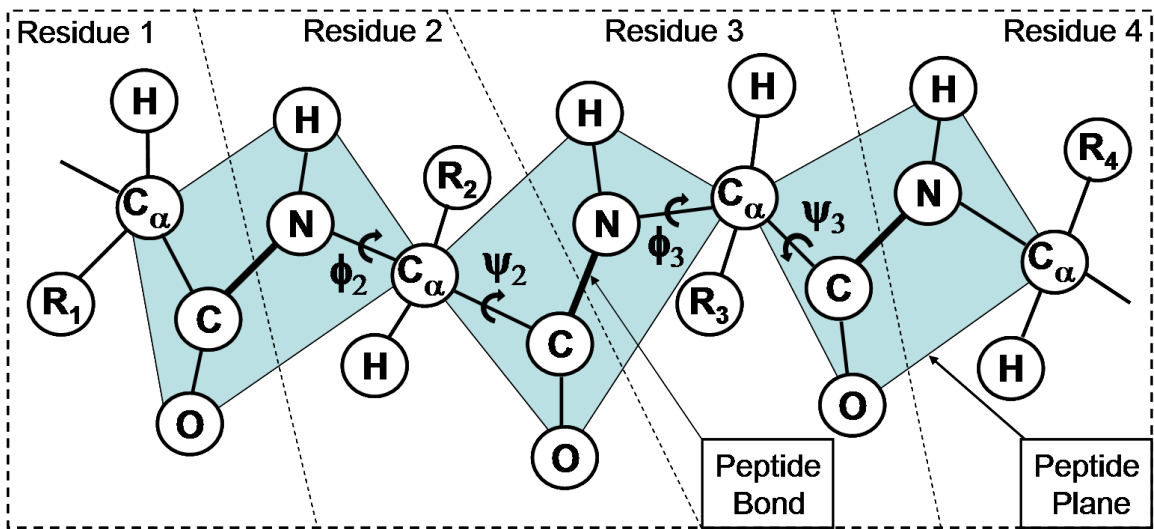 Residue 1 Residue 2 Residue 3 Residue 4
H H H H H
R₂ R₄
Cα N N Cα N
ϕ₂ Cα ψ₂ ϕ₃ ψ₃ Cα
R₁ C R₃ C
H C H
O O O
Peptide
Bond
Peptide
Plane